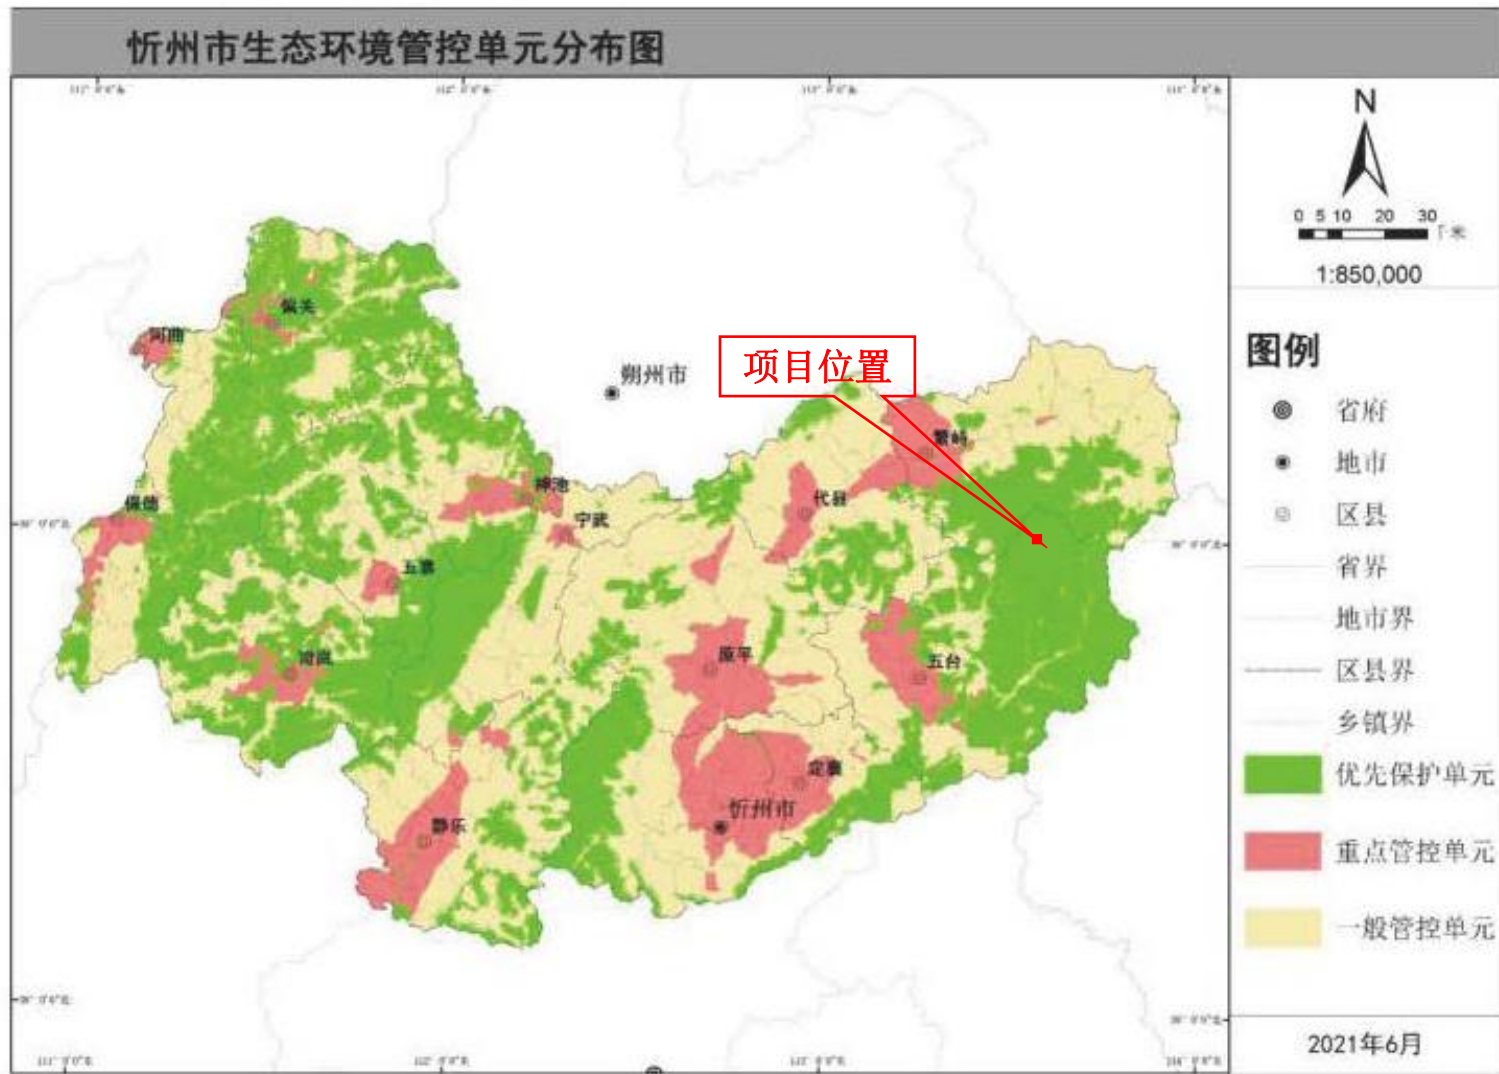 忻州市生态环境管控单元分布图
N
0 5 10 20 30
千米
1:850,000
图例
省府
地市
区县
省界
地市界
区县界
乡镇界
优先保护单元
重点管控单元
一般管控单元
2021年6月
项目位置
朔州市
偏关
河曲
繁峙
神池
保德
代县
宁武
五寨
原平
五台
定襄
忻州市
静乐